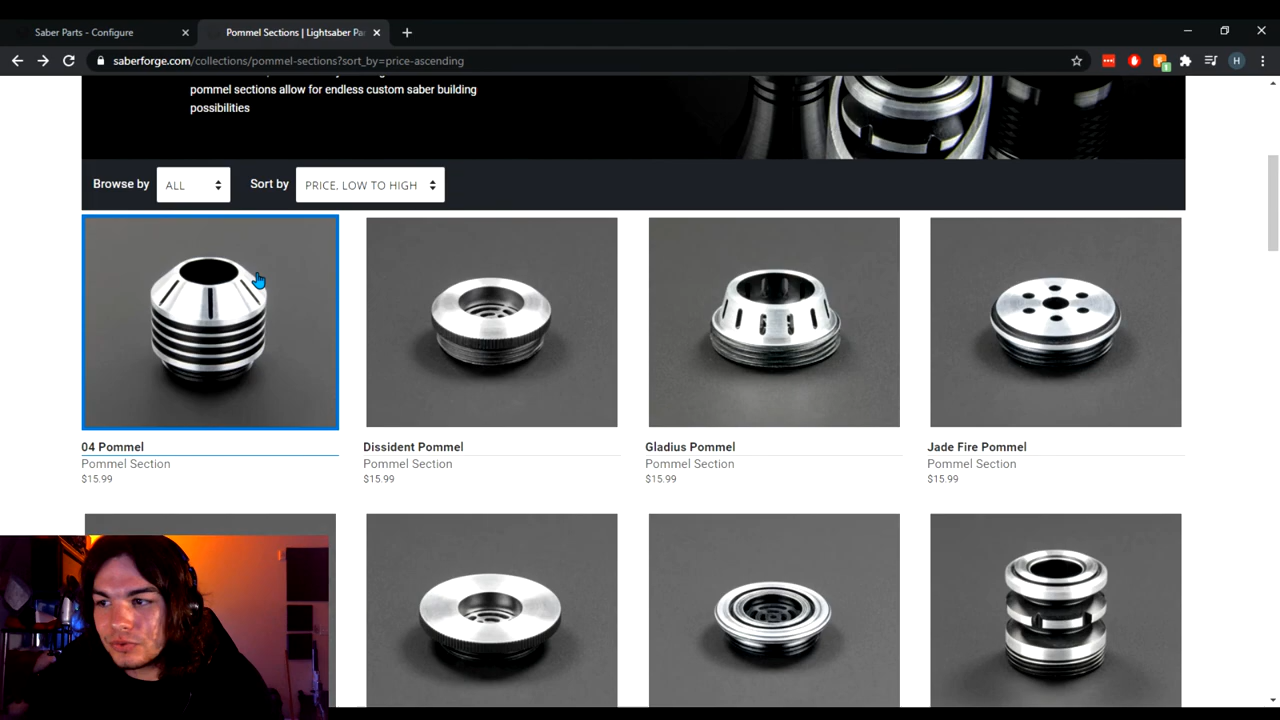 Saber Parts - Configure
Pommel Sections | Lightsaber Pa
saberforge.com/collections/pommel-sections?sort_by=price-ascending
1
H
pommel sections allow for endless custom saber building
possibilities
Browse by
ALL
Sort by
PRICE, LOW TO HIGH
04 Pommel
Pommel Section
$15.99
Dissident Pommel
Pommel Section
$15.99
Gladius Pommel
Pommel Section
$15.99
Jade Fire Pommel
Pommel Section
$15.99